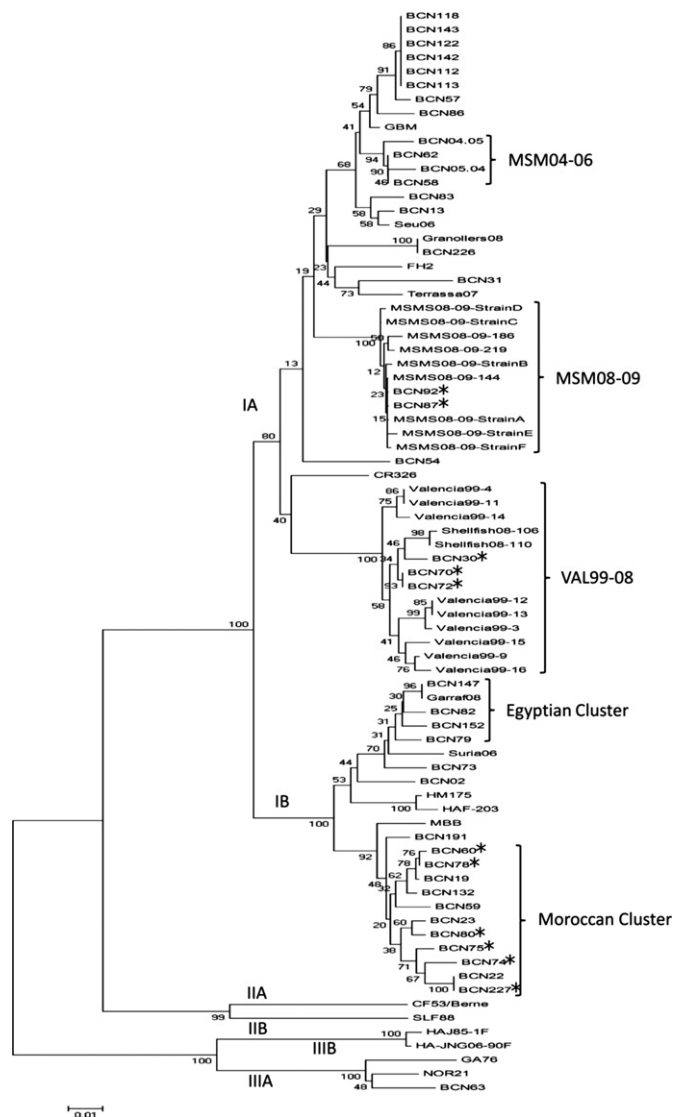 BCN118
BCN143
BCN122
BCN142
BCN112
BCN113
86
91
BCN57
79
BCN86
54
GBM
41
BCN04.05
BCN62
94
BCN05.04
90
BCN58
46
MSM04-06
68
BCN83
BCN13
58
Seu06
58
29
Granollers08
100
BCN226
23
FH2
44
BCN31
73
Terrassa07
19
MSMS08-09-StrainD
MSMS08-09-StrainC
50
100
MSMS08-09-186
MSMS08-09-219
MSMS08-09-StrainB
12
MSMS08-09-144
BCN92*
23
BCN87*
15
MSMS08-09-StrainA
MSMS08-09-StrainE
MSMS08-09-StrainF
MSM08-09
13
IA
BCN54
80
CR326
40
86
Valencia99-4
75
Valencia99-11
Valencia99-14
98
Shellfish08-106
46
Shellfish08-110
100
34
BCN30*
BCN70*
93
BCN72*
58
85
Valencia99-12
99
Valencia99-13
Valencia99-3
41
Valencia99-15
46
Valencia99-9
76
Valencia99-16
VAL99-08
100
96
BCN147
30
Garraf08
25
BCN82
31
BCN152
31
BCN79
Egyptian Cluster
70
Suria06
44
BCN73
53
BCN02
IB
HM175
100
HAF-203
100
MBB
92
BCN191
76
BCN60*
78
BCN78*
48
62
BCN19
32
BCN132
BCN59
20
60
BCN23
BCN80*
38
BCN75*
71
BCN74*
67
BCN22
100
BCN227*
Moroccan Cluster
IIA
CF53/Berne
99
SLF88
IIB
HAJ85-1F
100
IIIB
HA-JNG06-90F
100
GA76
IIIA
100
NOR21
48
BCN63
0.01